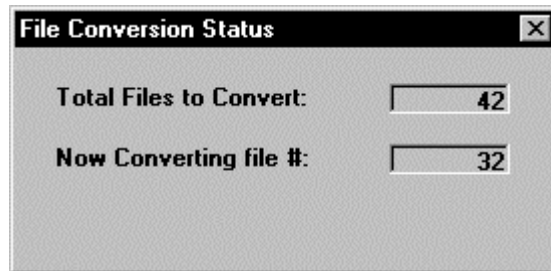 File Conversion Status
Total Files to Convert: 42
Now Converting file #: 32